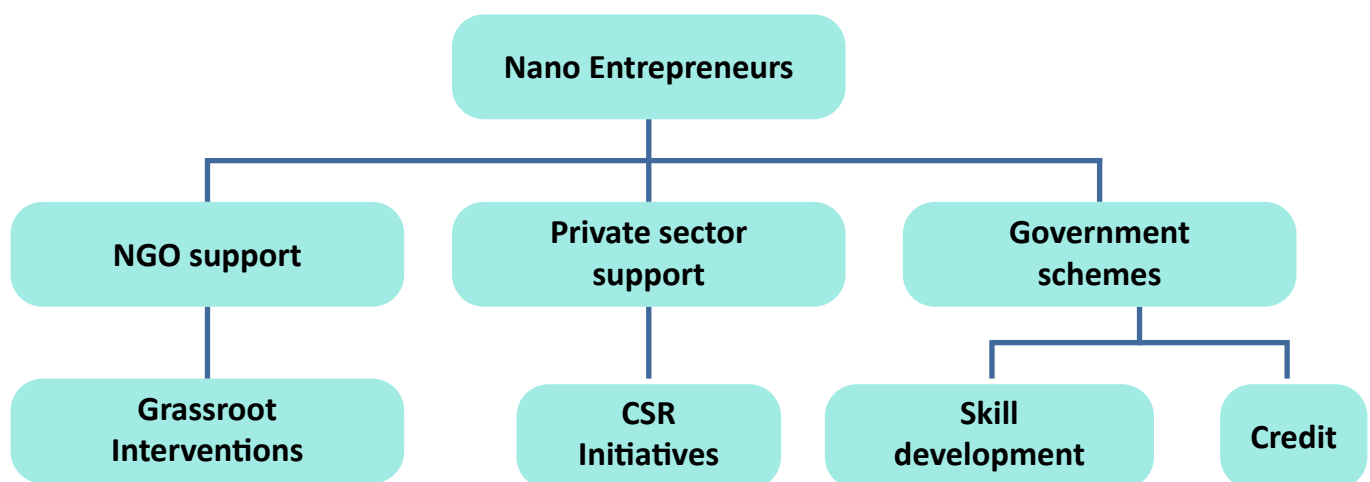 Nano Entrepreneurs
NGO support
Private sector
support
Government
schemes
Grassroot
Interventions
CSR
Initiatives
Skill
development
Credit